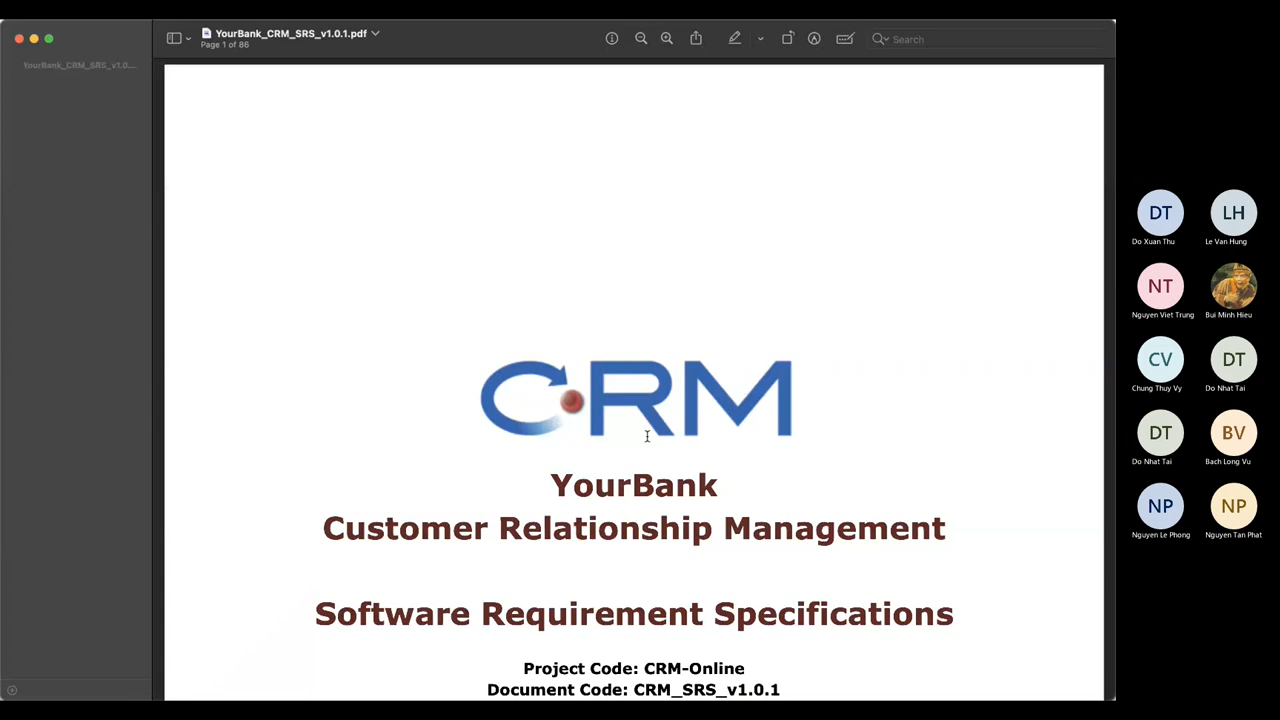 YourBank_CRM_SRS_v1.0.1.pdf
Page 1 of 86
Search
YourBank_CRM_SRS_v1.0....
CRM
YourBank
Customer Relationship Management
Software Requirement Specifications
Project Code: CRM-Online
Document Code: CRM_SRS_v1.0.1
DT
LH
Do Xuan Thu
Le Van Hung
NT
Nguyen Viet Trung
Bui Minh Hieu
CV
DT
Chung Thuy Vy
Do Nhat Tai
DT
BV
Do Nhat Tai
Bach Long Vu
NP
NP
Nguyen Le Phong
Nguyen Tan Phat